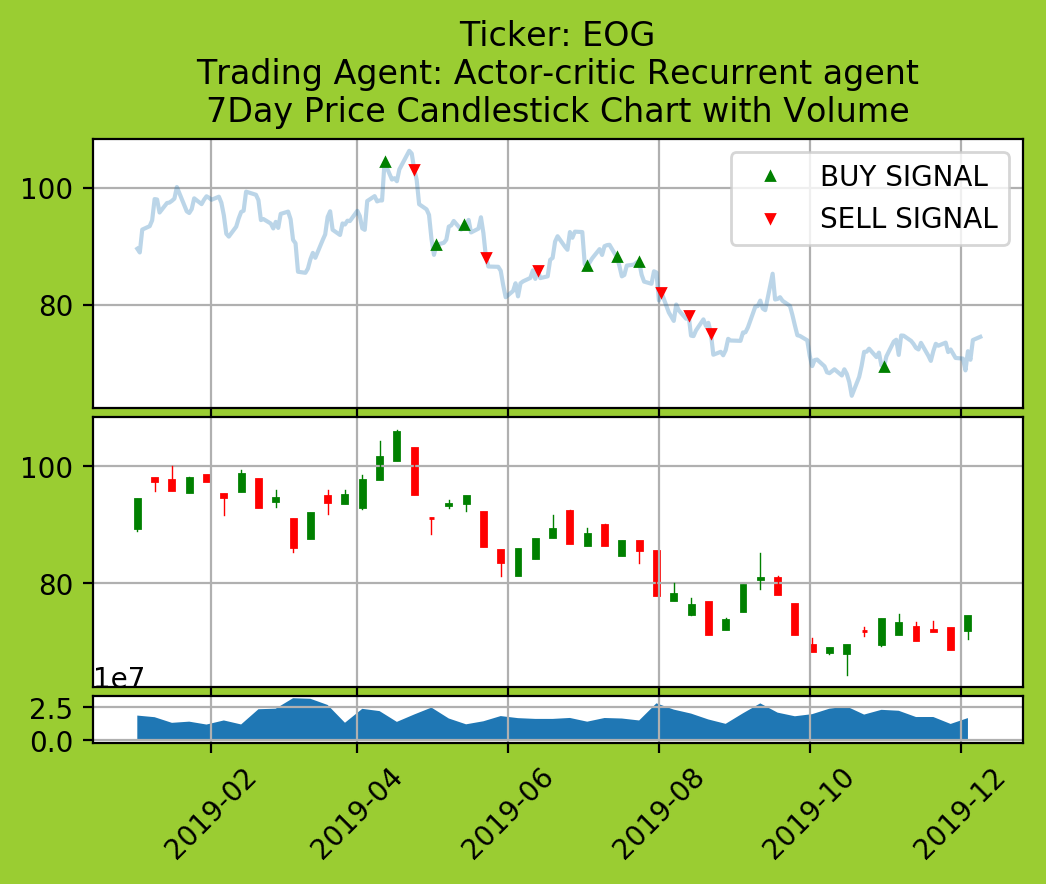 Ticker: EOG
Trading Agent: Actor-critic Recurrent agent
7Day Price Candlestick Chart with Volume
BUY SIGNAL
SELL SIGNAL
100
80
100
80
1e7
2.5
0.0
2019-02
2019-04
2019-06
2019-08
2019-10
2019-12